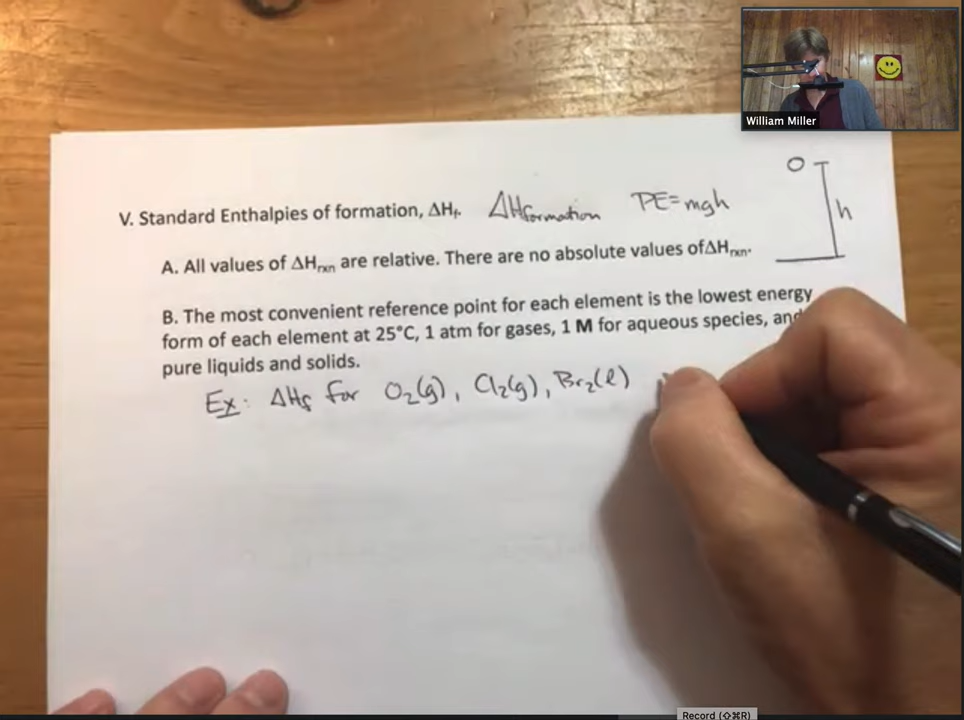 William Miller
V. Standard Enthalpies of formation, ΔHf. ΔHformation PE=mgh
h
A. All values of ΔHrxn are relative. There are no absolute values ofΔHrxn.
B. The most convenient reference point for each element is the lowest energy
form of each element at 25°C, 1 atm for gases, 1 M for aqueous species, and
pure liquids and solids.
Ex: ΔHf for O2(g), Cl2(g), Br2(l)
Record (⇧⌘R)